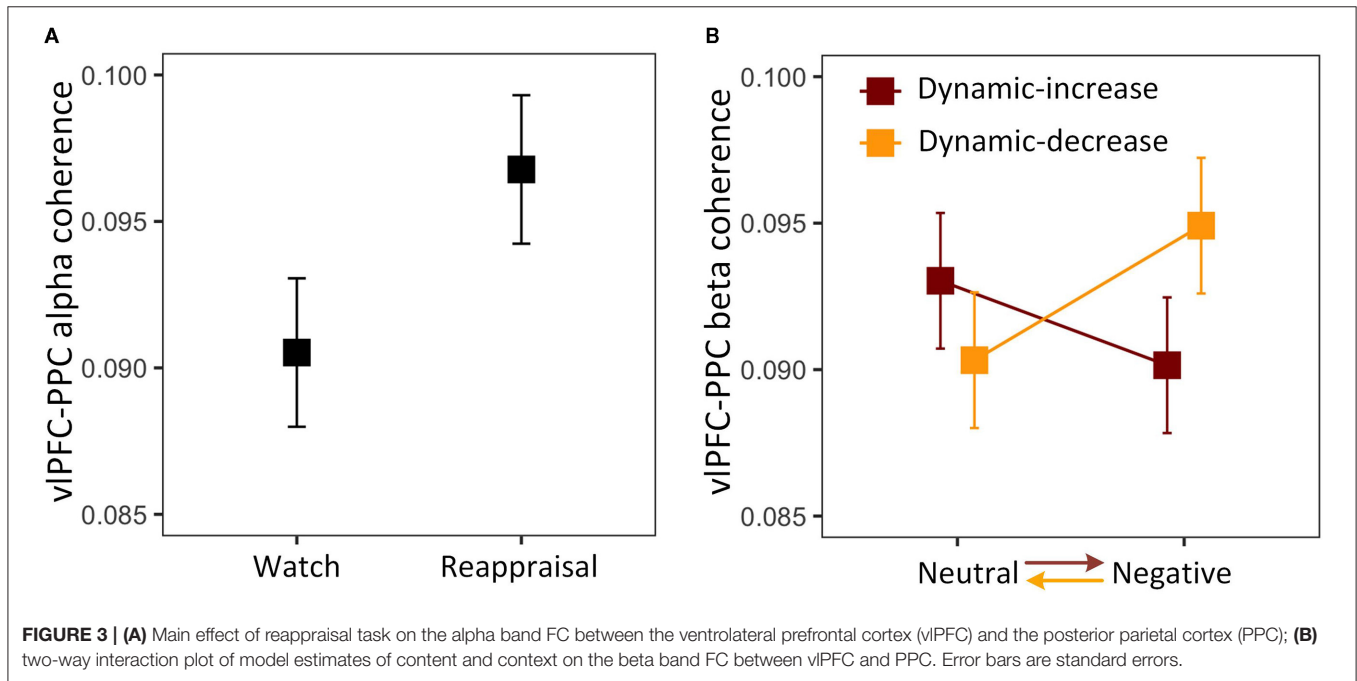 A
vlPFC-PPC alpha coherence
0.100
0.095
0.090
0.085
Watch Reappraisal
B
vlPFC-PPC beta coherence
0.100
0.095
0.090
0.085
Dynamic-increase
Dynamic-decrease
Neutral Negative
FIGURE 3 | (A) Main effect of reappraisal task on the alpha band FC between the ventrolateral prefrontal cortex (vlPFC) and the posterior parietal cortex (PPC); (B)
two-way interaction plot of model estimates of content and context on the beta band FC between vlPFC and PPC. Error bars are standard errors.